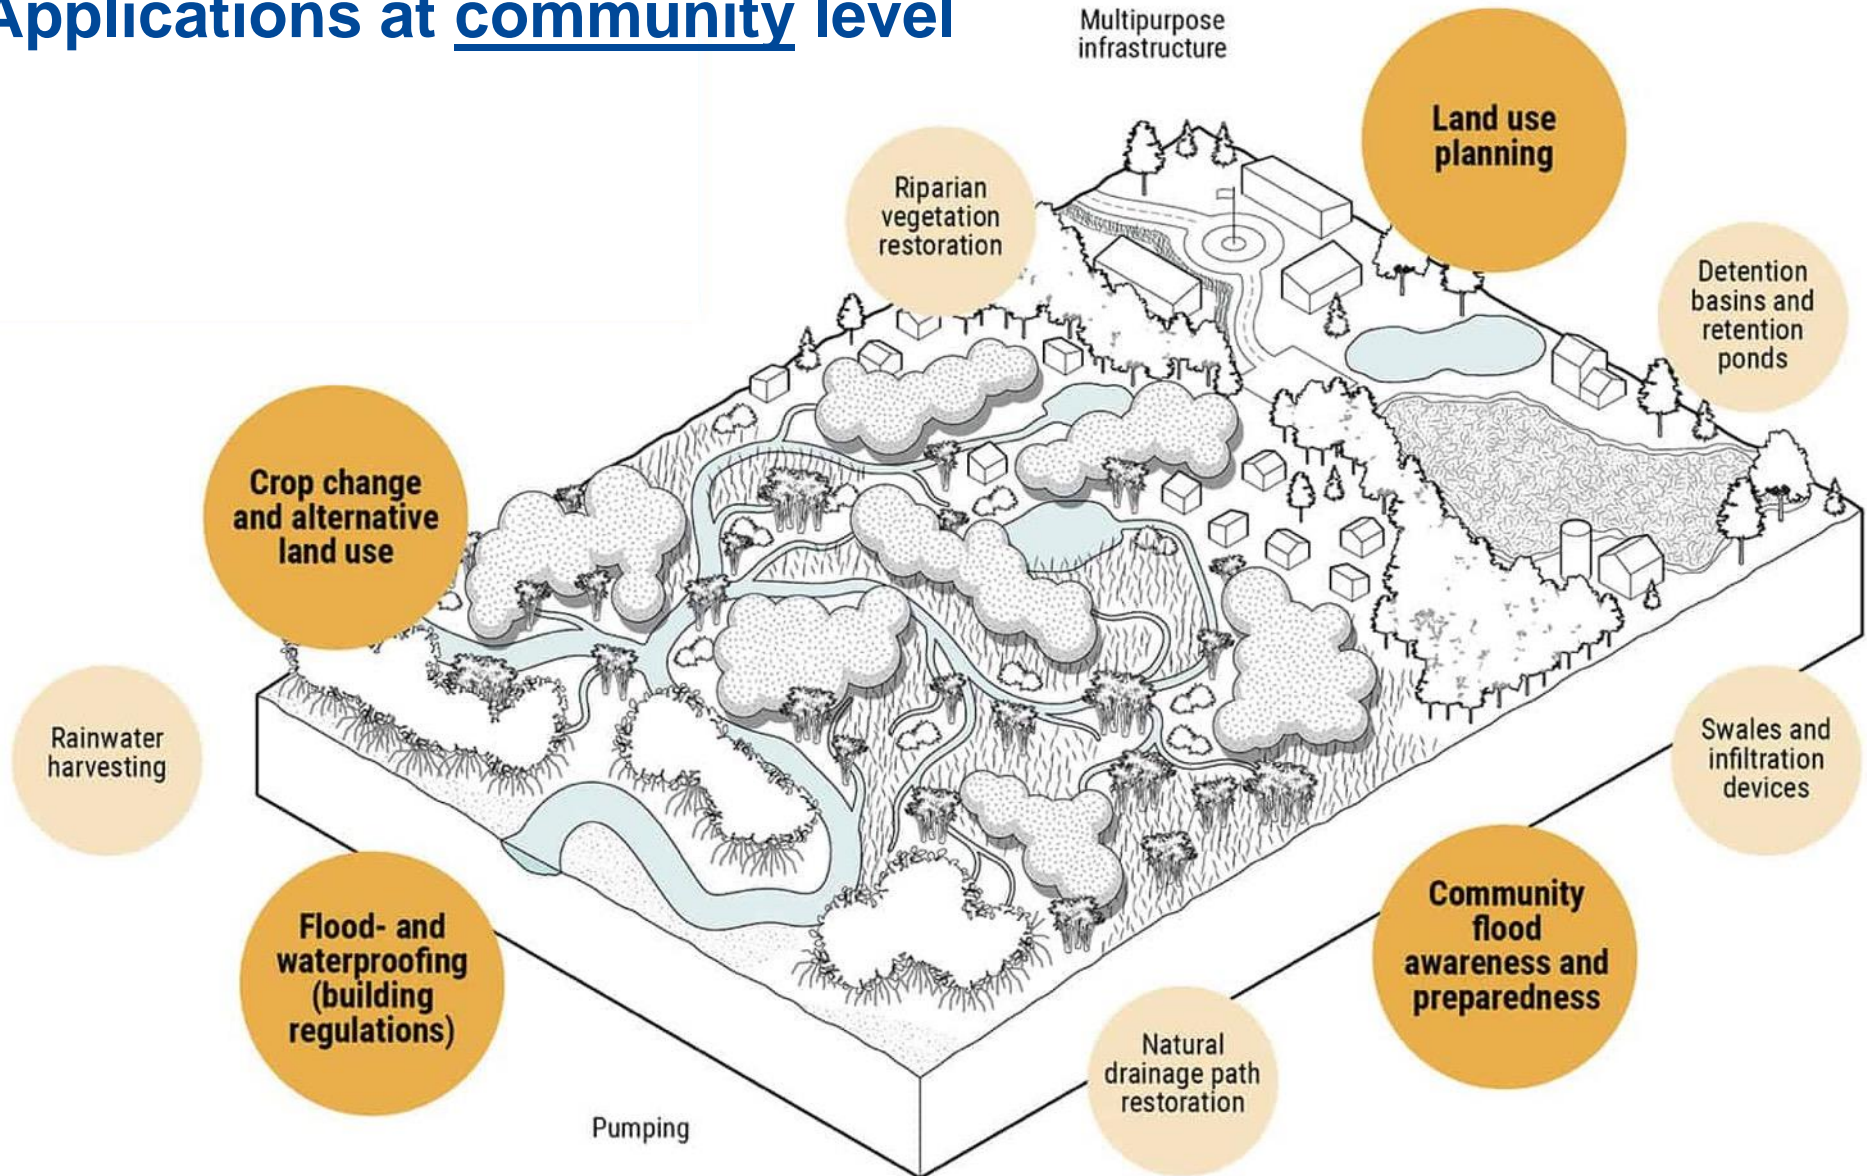 Applications at community level
Multipurpose
infrastructure
Land use
planning
Riparian
vegetation
restoration
Detention
basins and
retention
ponds
Crop change
and alternative
land use
Rainwater
harvesting
Swales and
infiltration
devices
Flood- and
waterproofing
(building
regulations)
Community
flood
awareness and
preparedness
Natural
drainage path
restoration
Pumping